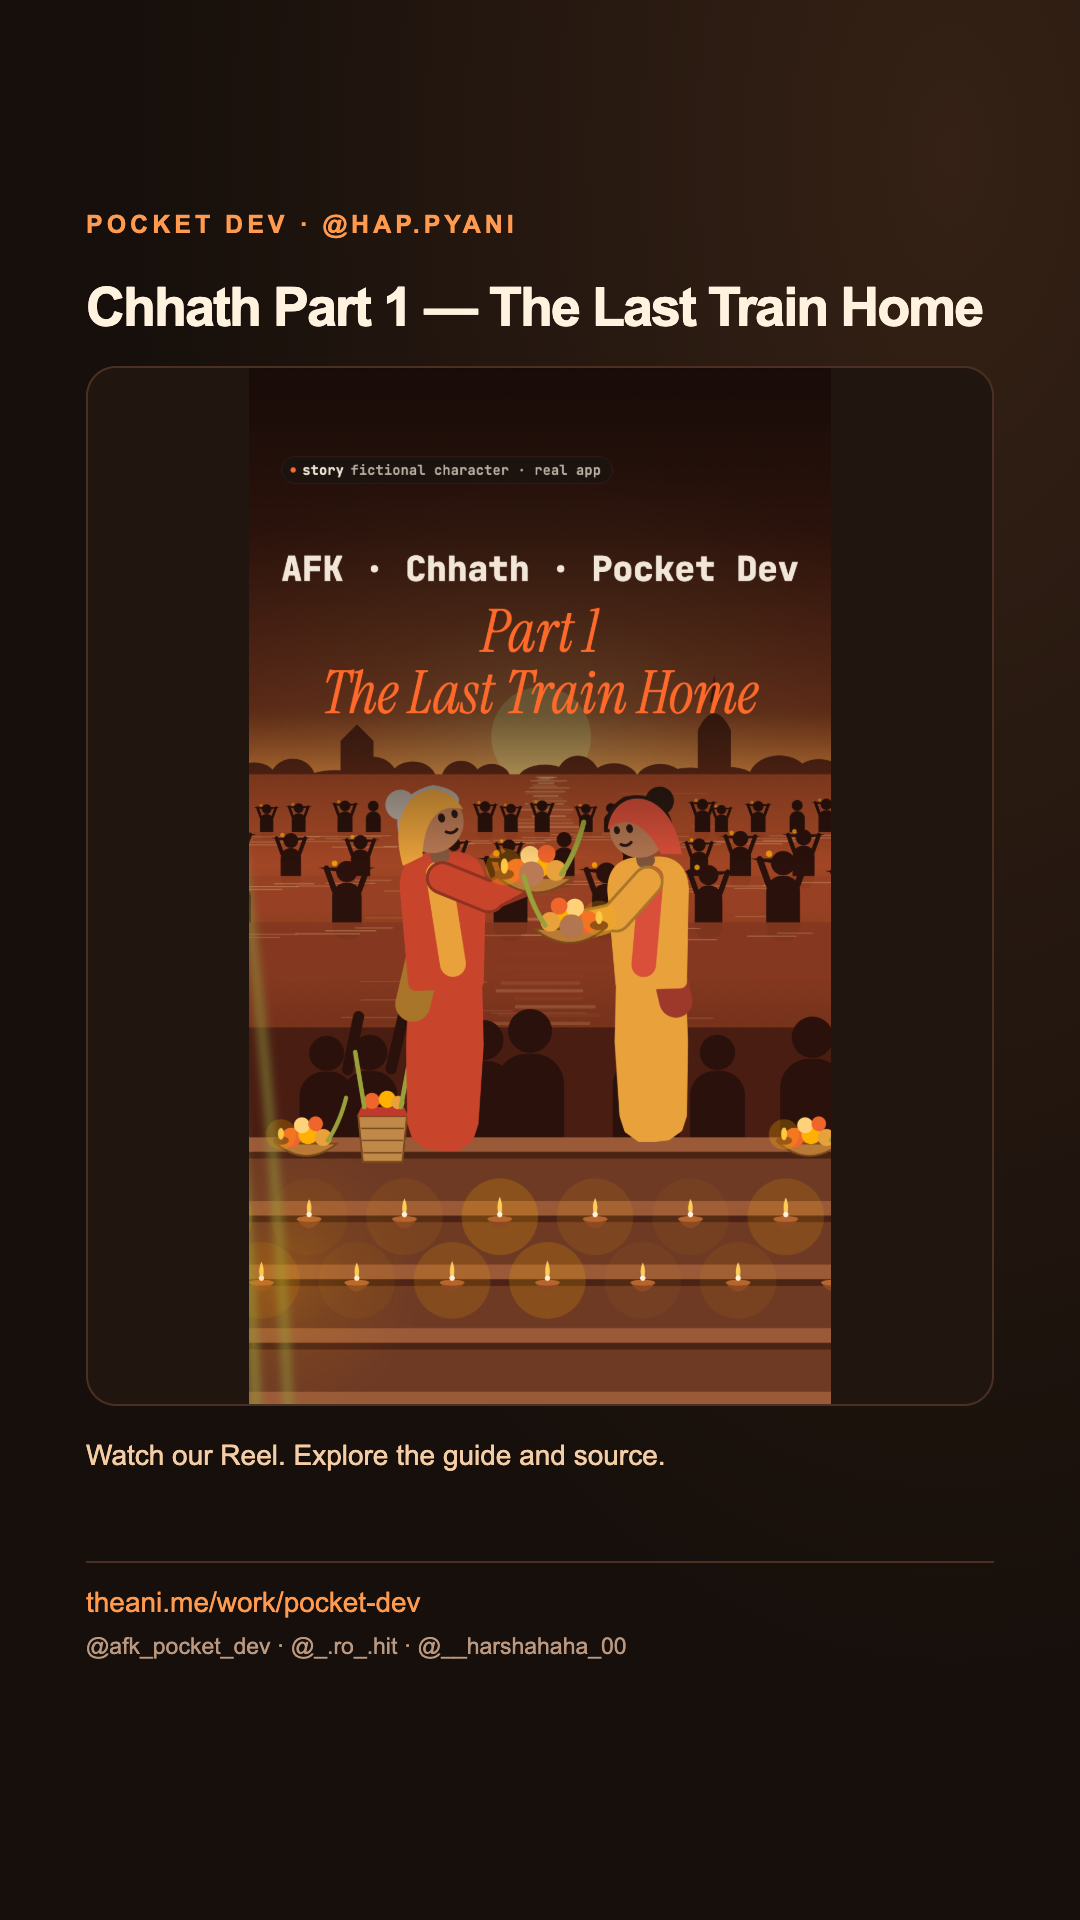 POCKET DEV · @HAP.PYANI
Chhath Part 1 — The Last Train Home
story fictional character · real app
AFK · Chhath · Pocket Dev
Part 1
The Last Train Home
Watch our Reel. Explore the guide and source.
theani.me/work/pocket-dev
@afk_pocket_dev · @_.ro_.hit · @__harshahaha_00